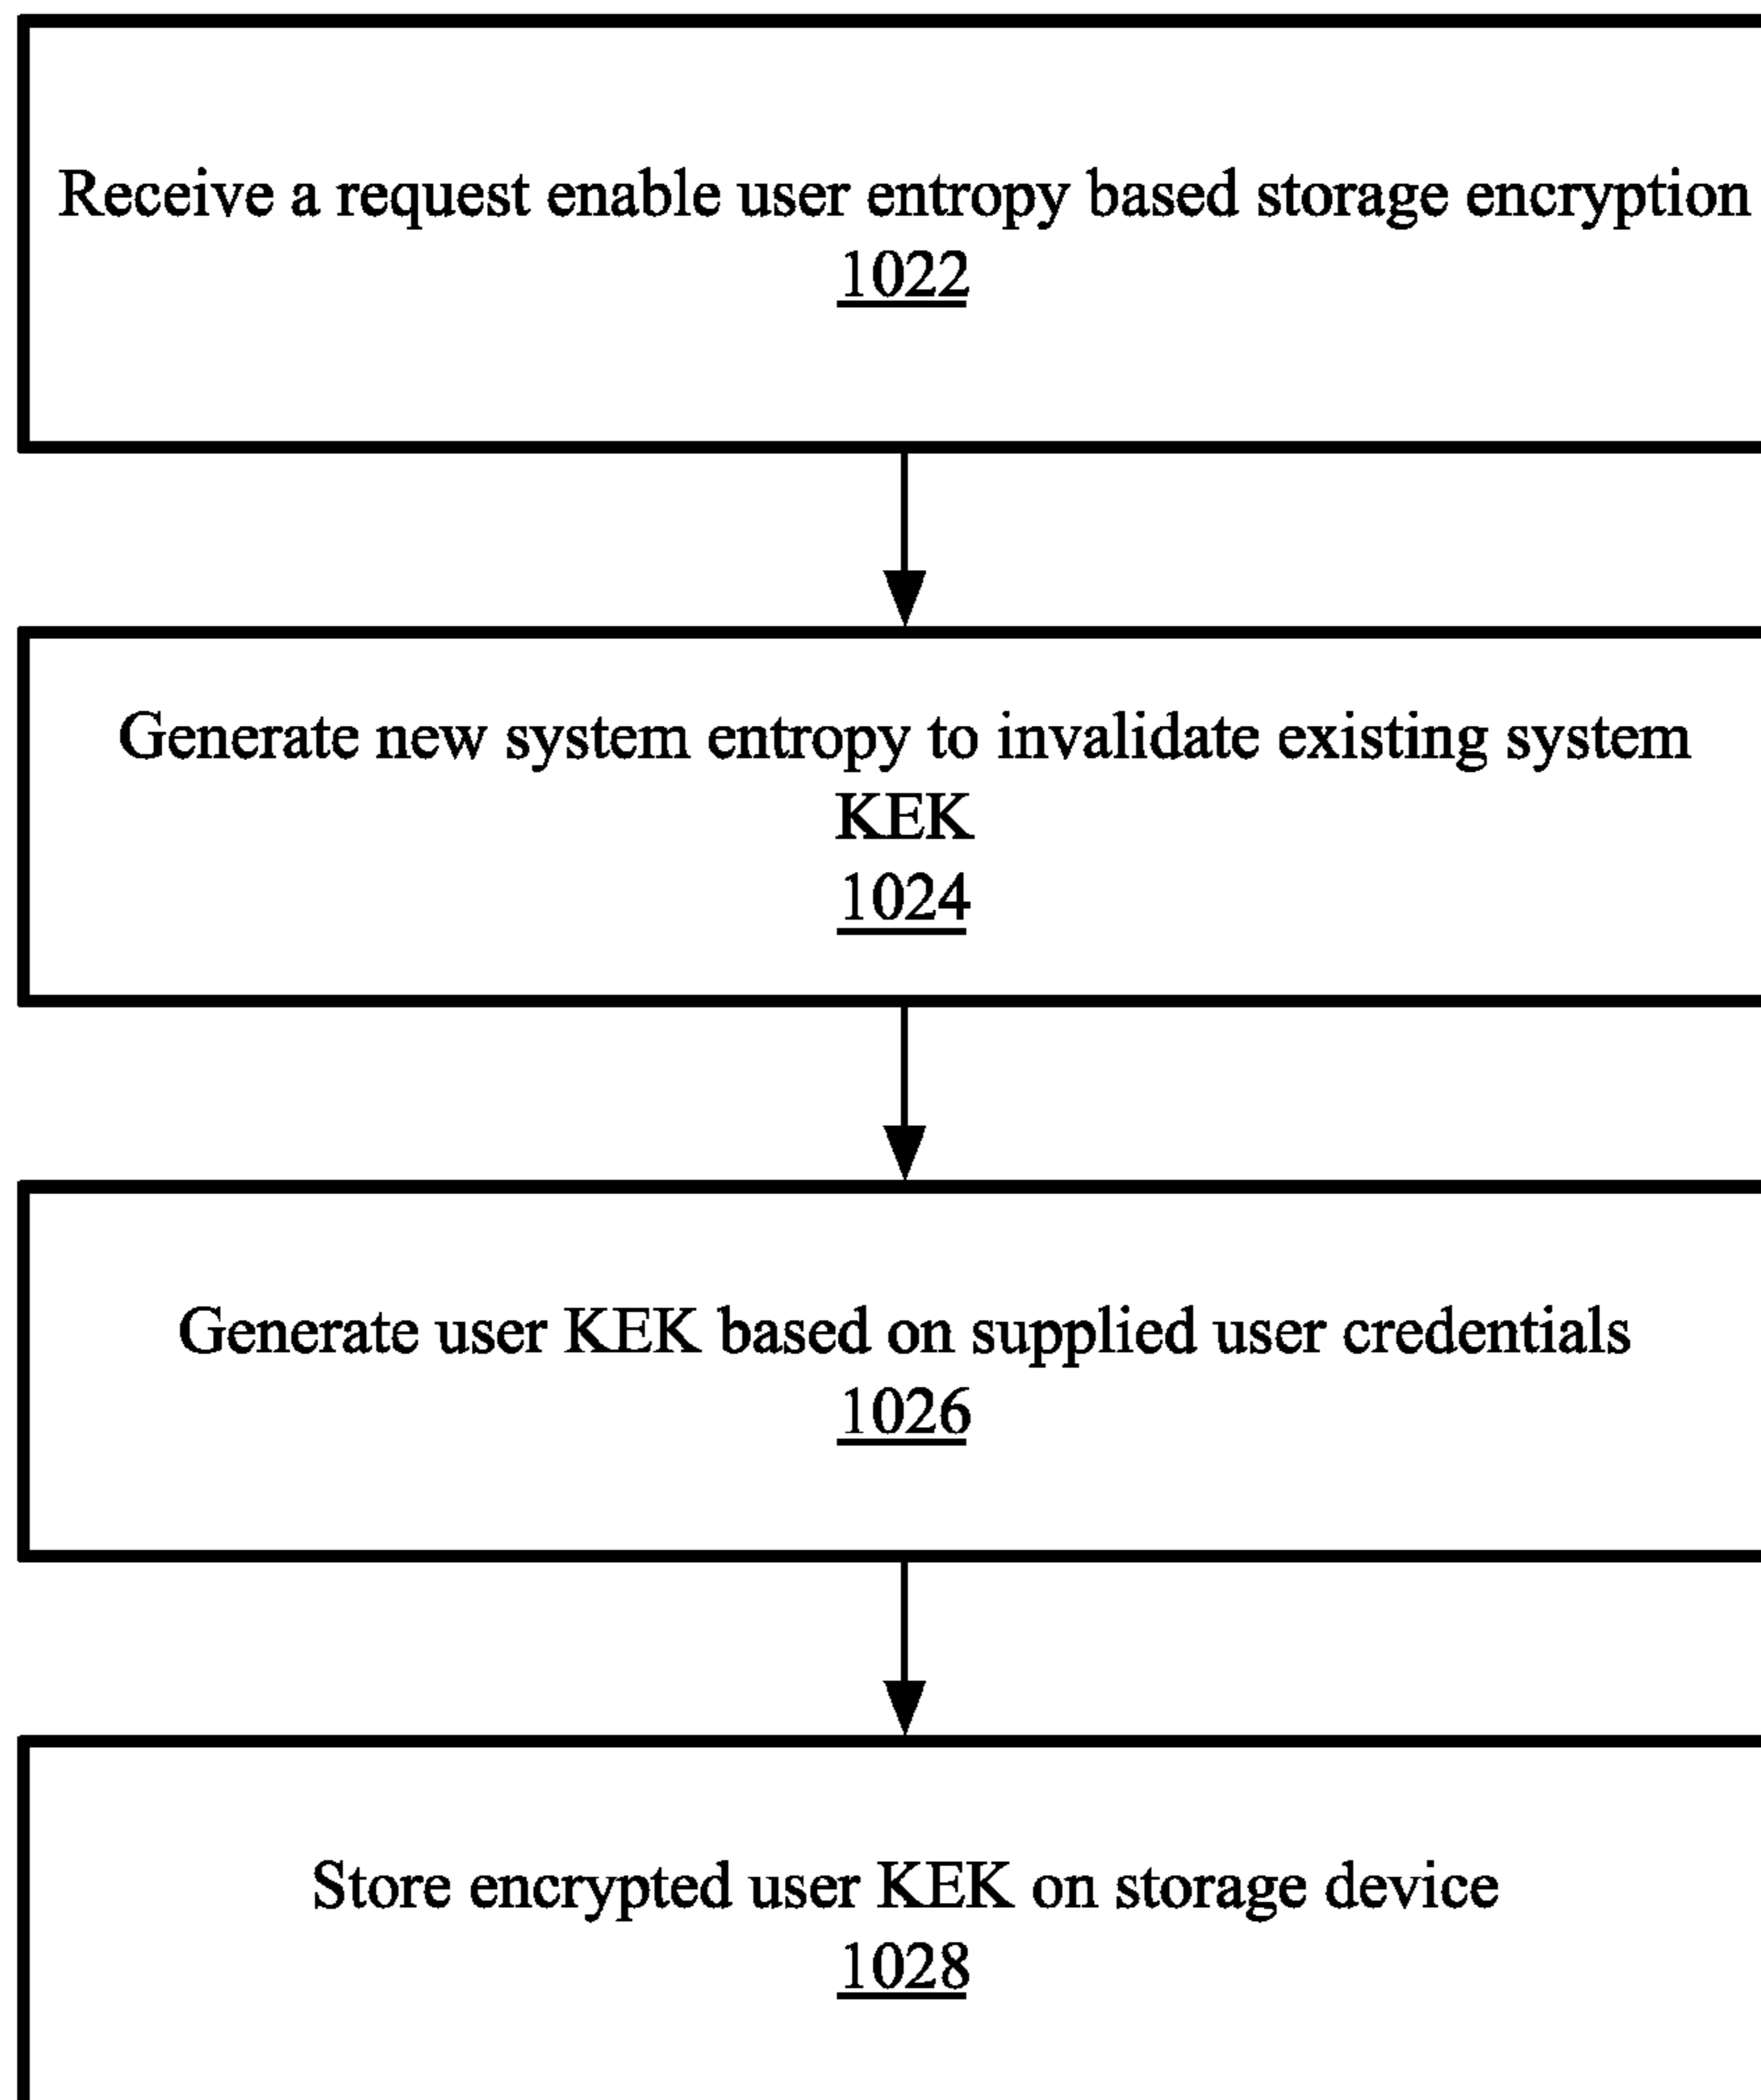 Receive a request enable user entropy based storage encryption
1022
Generate new system entropy to invalidate existing system
KEK
1024
Generate user KEK based on supplied user credentials
1026
Store encrypted user KEK on storage device
1028